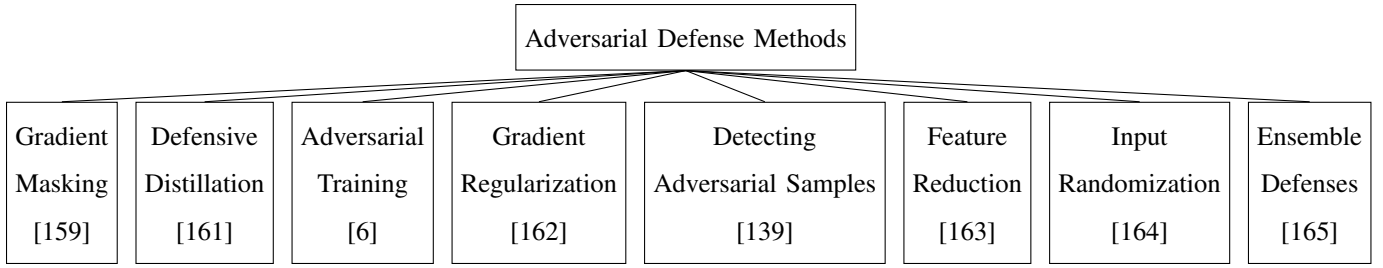 Adversarial Defense Methods
Gradient
Masking
[159]
Defensive
Distillation
[161]
Adversarial
Training
[6]
Gradient
Regularization
[162]
Detecting
Adversarial Samples
[139]
Feature
Reduction
[163]
Input
Randomization
[164]
Ensemble
Defenses
[165]